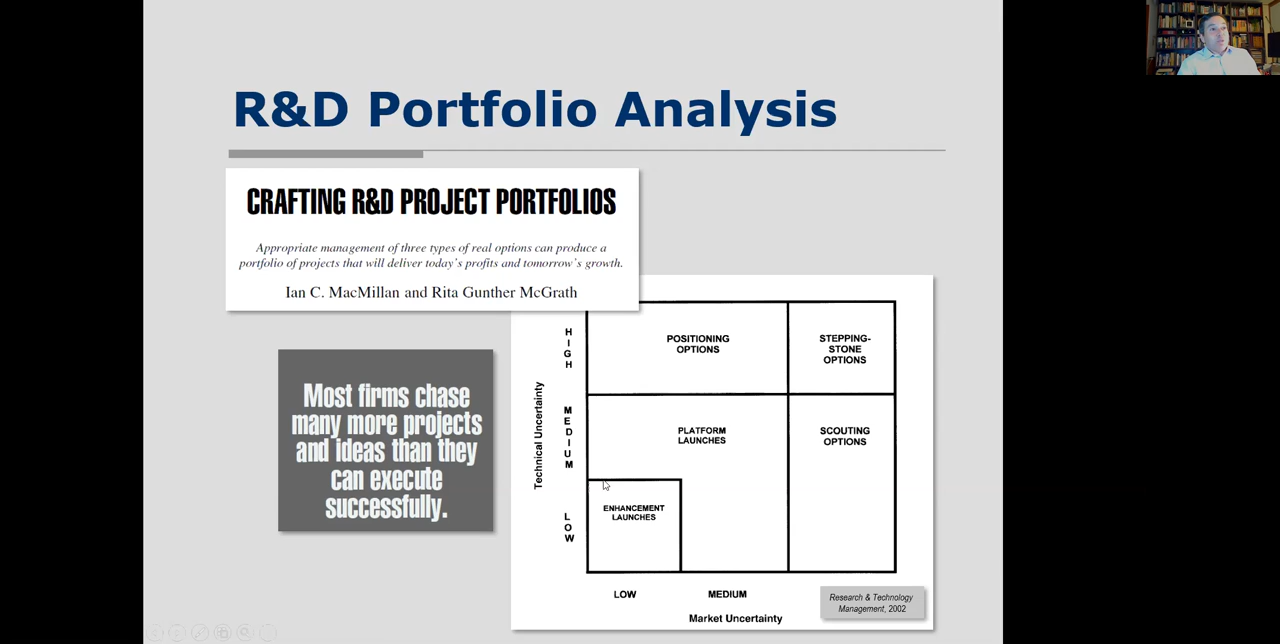 R&D Portfolio Analysis
CRAFTING R&D PROJECT PORTFOLIOS
Appropriate management of three types of real options can produce a
portfolio of projects that will deliver today's profits and tomorrow's growth.
Ian C. MacMillan and Rita Gunther McGrath
Most firms chase
many more projects
and ideas than they
can execute
successfully.
Technical Uncertainty
HIGH
MEDIUM
LOW
POSITIONING
OPTIONS
STEPPING-
STONE
OPTIONS
PLATFORM
LAUNCHES
SCOUTING
OPTIONS
ENHANCEMENT
LAUNCHES
LOW
MEDIUM
Market Uncertainty
Research & Technology
Management, 2002